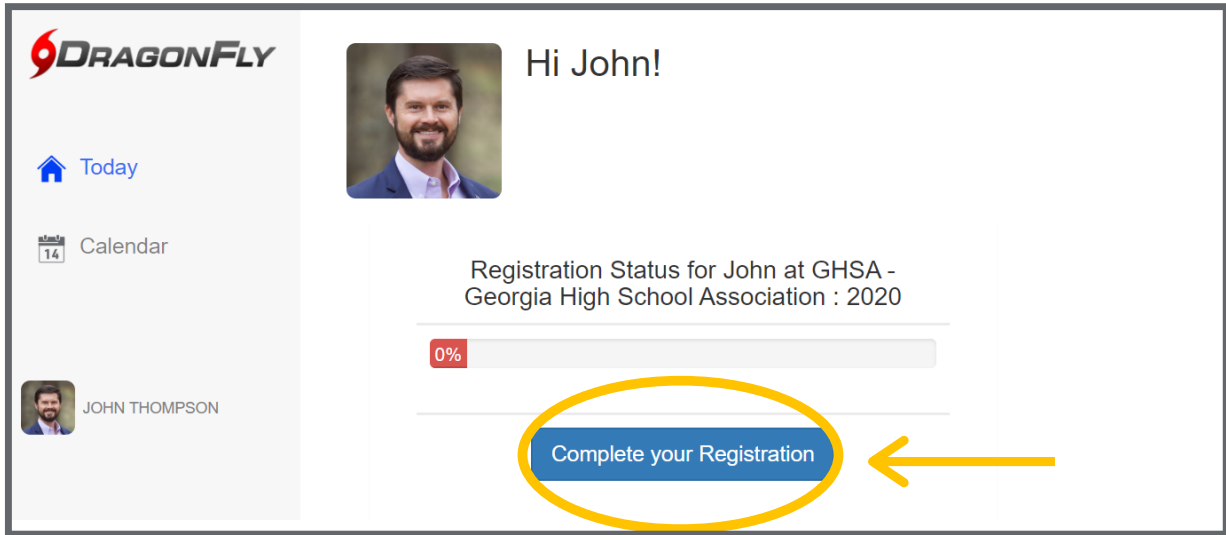 DRAGONFLY
Hi John!
Today
14
Calendar
Registration Status for John at GHSA -
Georgia High School Association : 2020
0%
JOHN THOMPSON
Complete your Registration